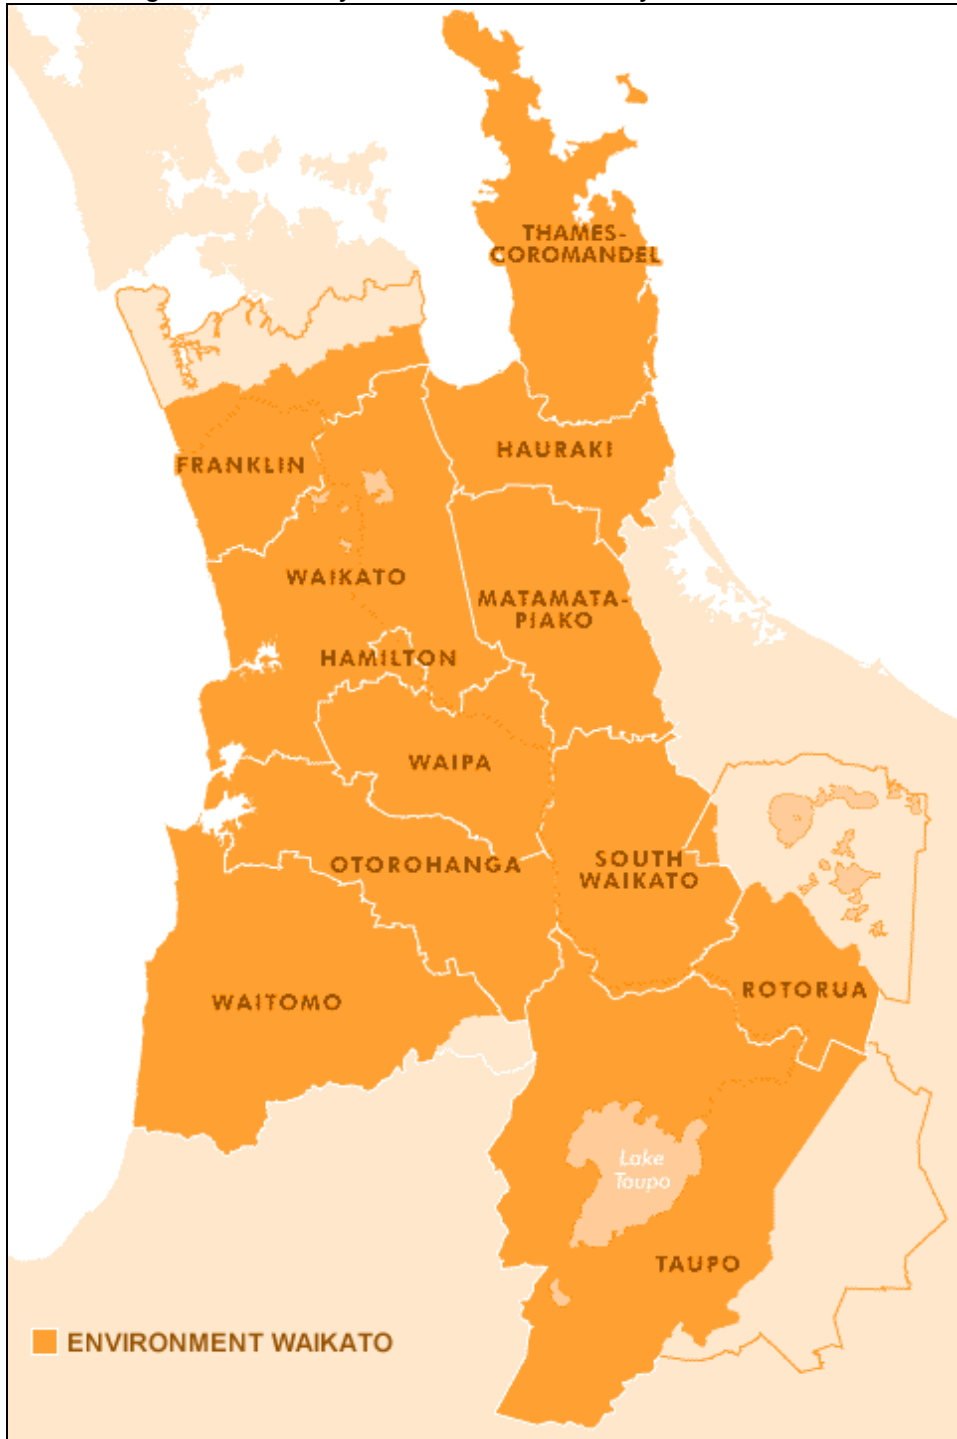 THAMES-
COROMANDEL
HAURAKI
FRANKLIN
WAIKATO
MATAMATA-
PIAKO
HAMILTON
WAIPA
OTOROHANGA
SOUTH
WAIKATO
ROTORUA
WAITOMO
Lake
Taupo
TAUPO
ENVIRONMENT WAIKATO